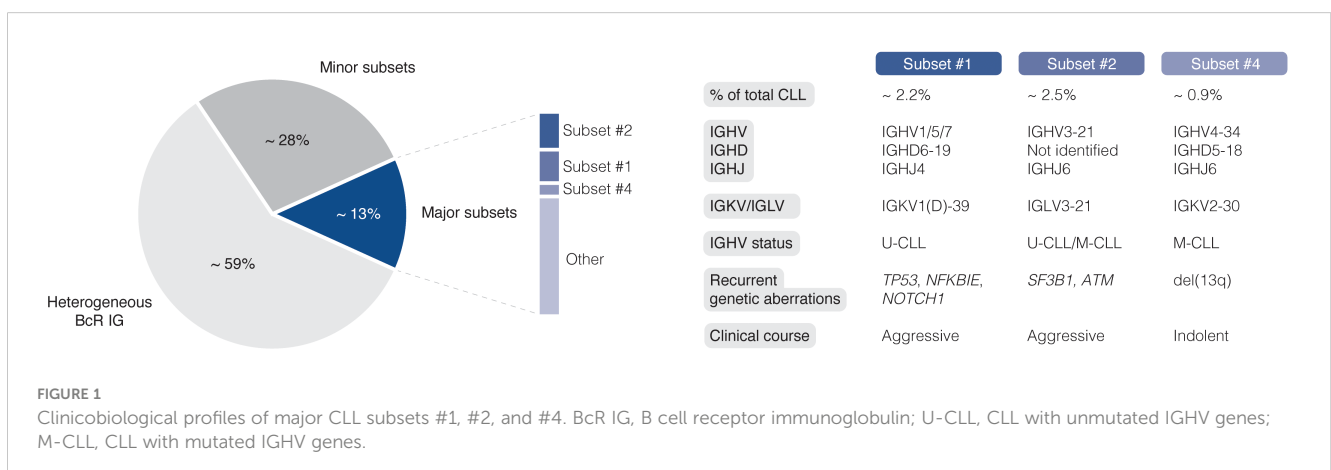 Minor subsets
~ 28%
Major subsets
~ 13%
~ 59%
Heterogeneous
BcR IG
Subset #2
Subset #1
Subset #4
Other
Subset #1 Subset #2 Subset #4
% of total CLL ~ 2.2% ~ 2.5% ~ 0.9%
IGHV IGHV1/5/7 IGHV3-21 IGHV4-34
IGHD IGHD6-19 Not identified IGHD5-18
IGHJ IGHJ4 IGHJ6 IGHJ6
IGKV/IGLV IGKV1(D)-39 IGLV3-21 IGKV2-30
IGHV status U-CLL U-CLL/M-CLL M-CLL
Recurrent TP53, NFKBIE, SF3B1, ATM del(13q)
genetic aberrations NOTCH1
Clinical course Aggressive Aggressive Indolent
FIGURE 1
Clinicobiological profiles of major CLL subsets #1, #2, and #4. BcR IG, B cell receptor immunoglobulin; U-CLL, CLL with unmutated IGHV genes;
M-CLL, CLL with mutated IGHV genes.